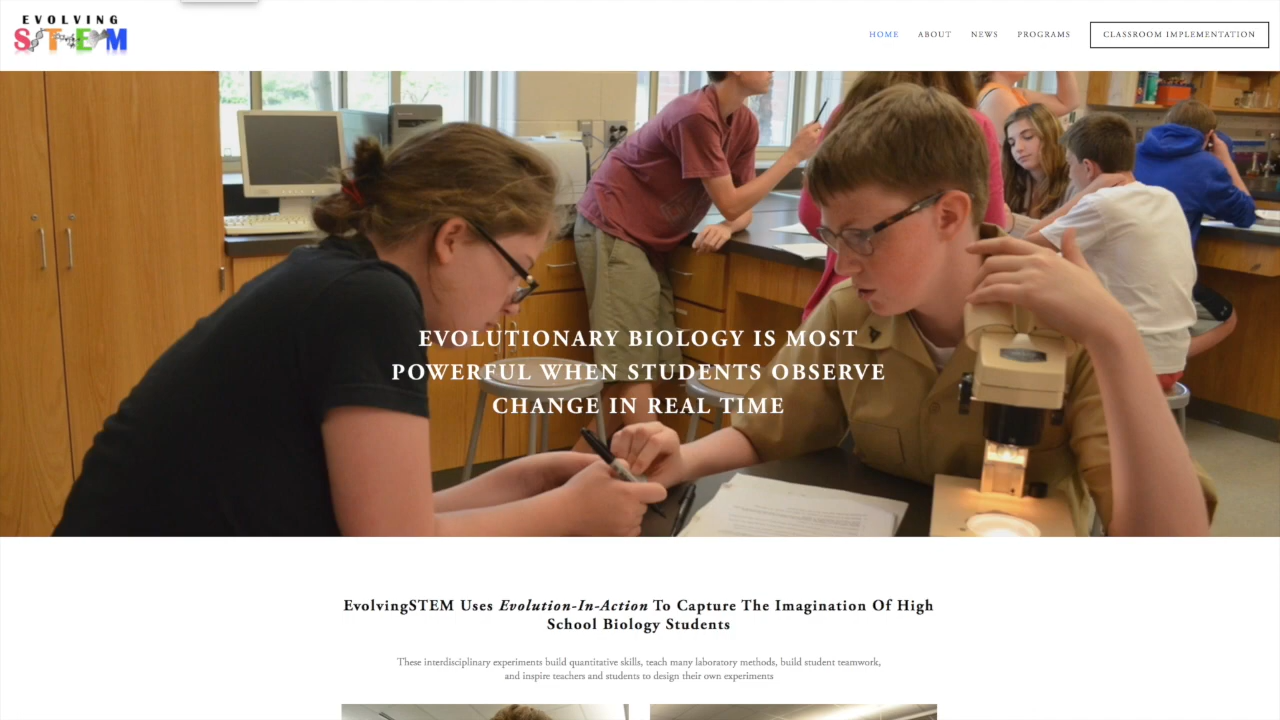 EVOLVING
STEM
HOME ABOUT NEWS PROGRAMS CLASSROOM IMPLEMENTATION
EVOLUTIONARY BIOLOGY IS MOST
POWERFUL WHEN STUDENTS OBSERVE
CHANGE IN REAL TIME
EvolvingSTEM Uses Evolution-In-Action To Capture The Imagination Of High
School Biology Students
These interdisciplinary experiments build quantitative skills, teach many laboratory methods, build student teamwork,
and inspire teachers and students to design their own experiments